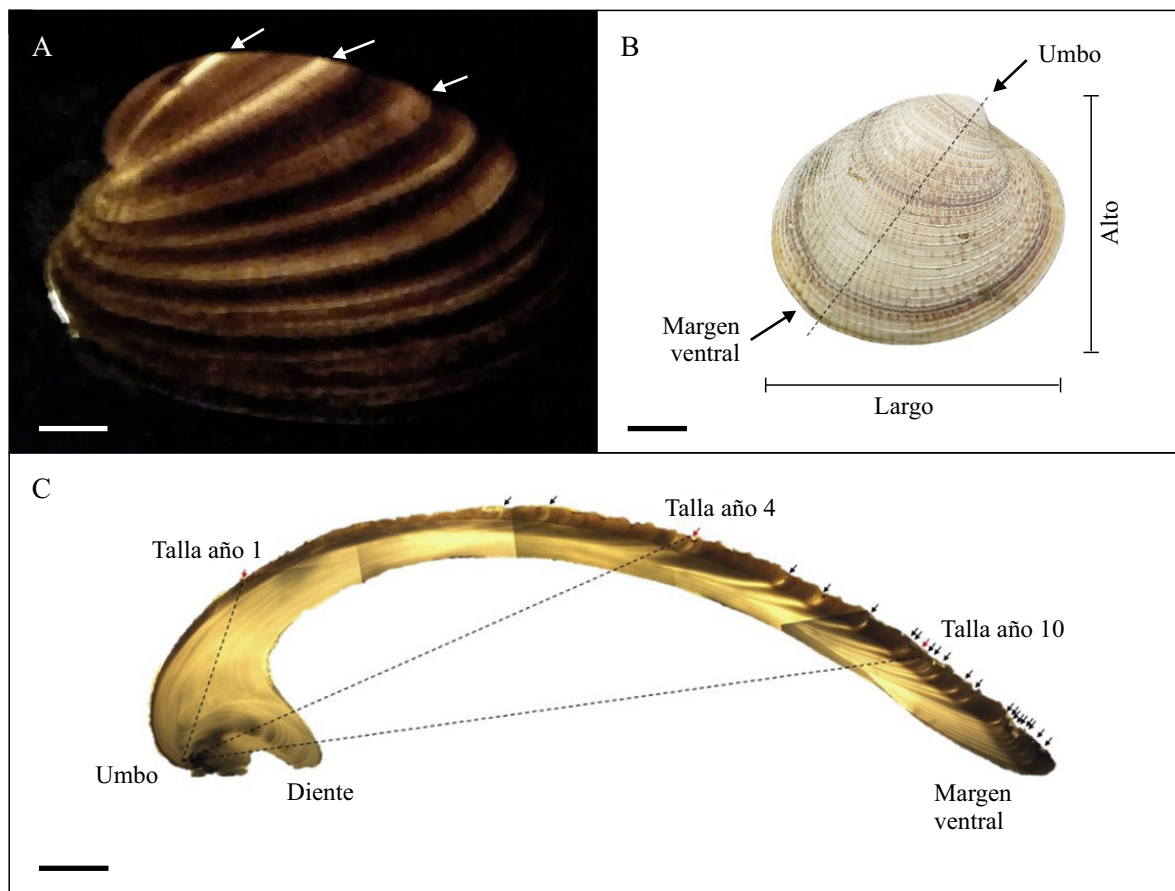 A
B
Umbo
Alto
Margen
ventral
Largo
C
Talla año 1
Talla año 4
Talla año 10
Umbo
Diente
Margen
ventral